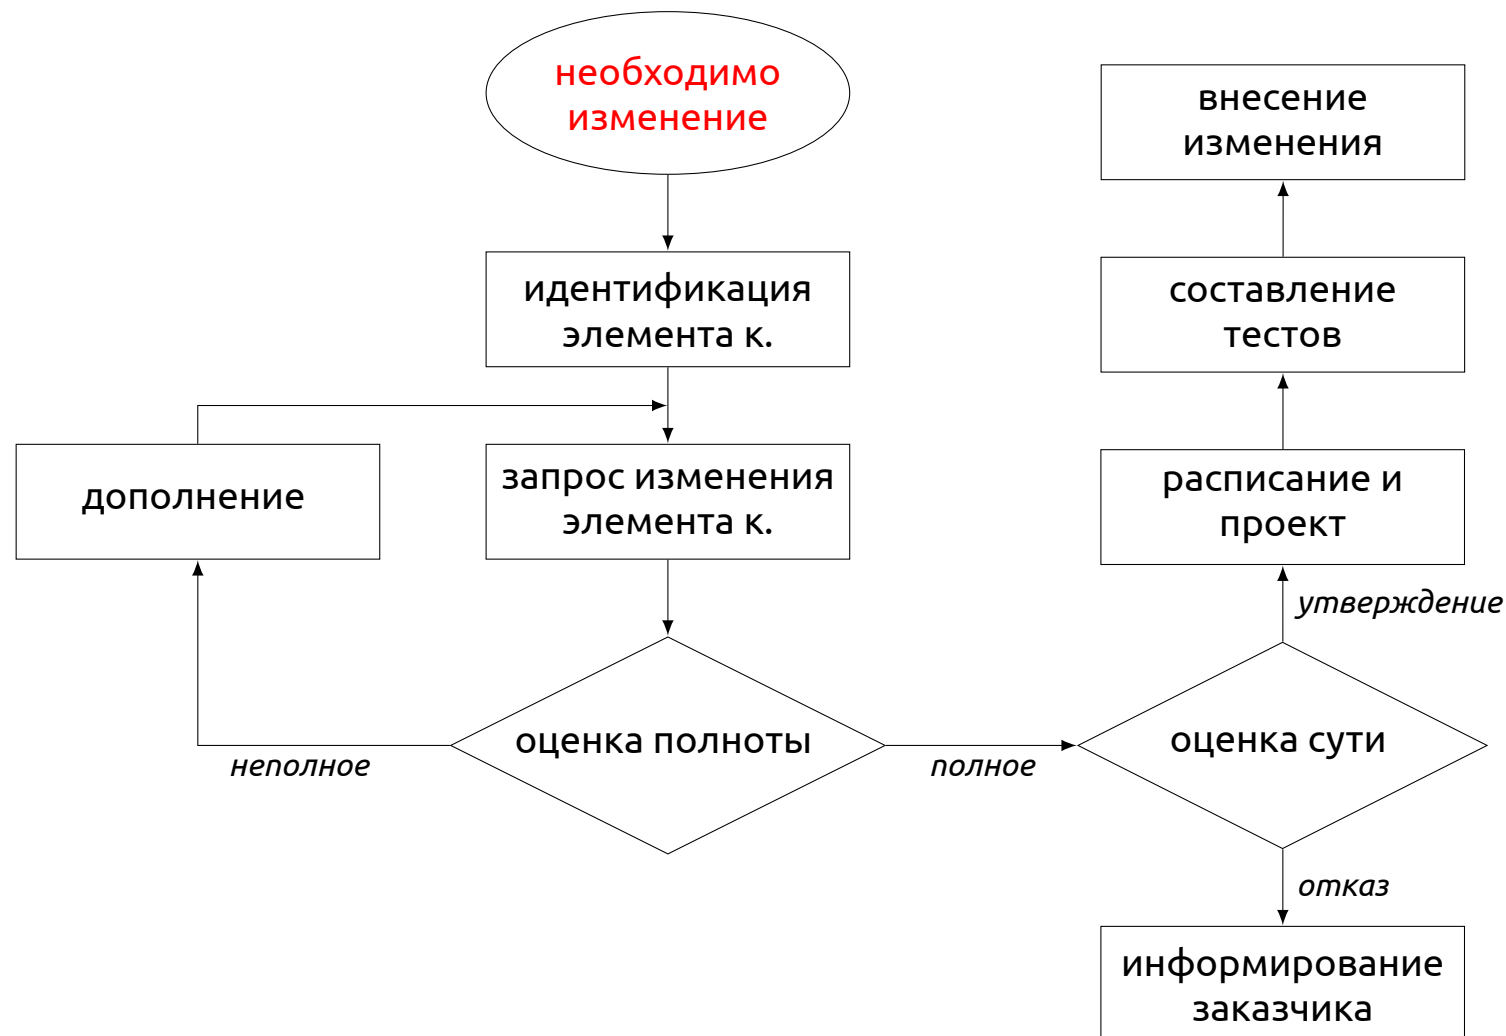 необходимо
изменение
идентификация
элемента к.
дополнение
запрос изменения
элемента к.
оценка полноты
неполное
полное
оценка сути
утверждение
расписание и
проект
составление
тестов
внесение
изменения
отказ
информирование
заказчика